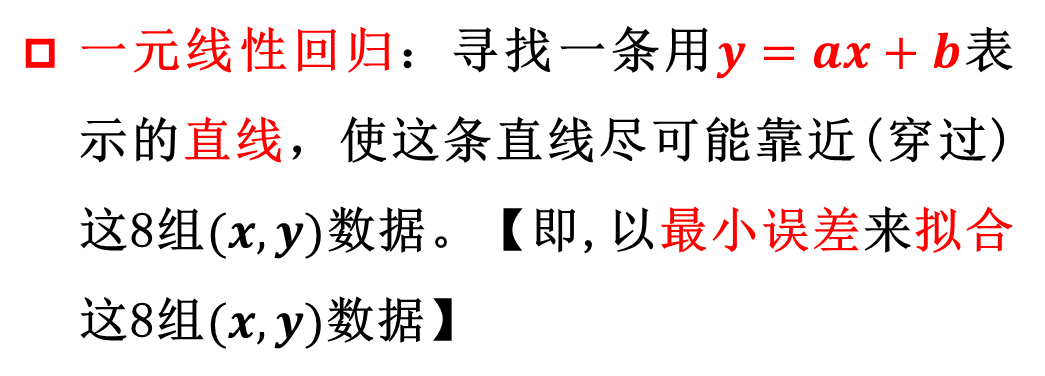 一元线性回归：寻找一条用y = ax + b表
示的直线，使这条直线尽可能靠近(穿过)
这8组(x, y)数据。【即, 以最小误差来拟合
这8组(x, y)数据】